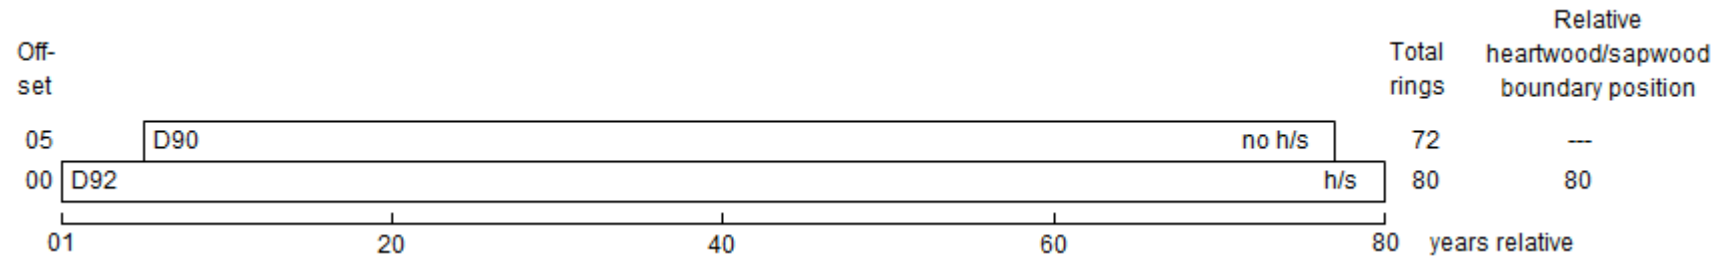 Relative
Off- Total heartwood/sapwood
set rings boundary position
05 D90 no h/s 72 ---
00 D92 h/s 80 80
01 20 40 60 80 years relative